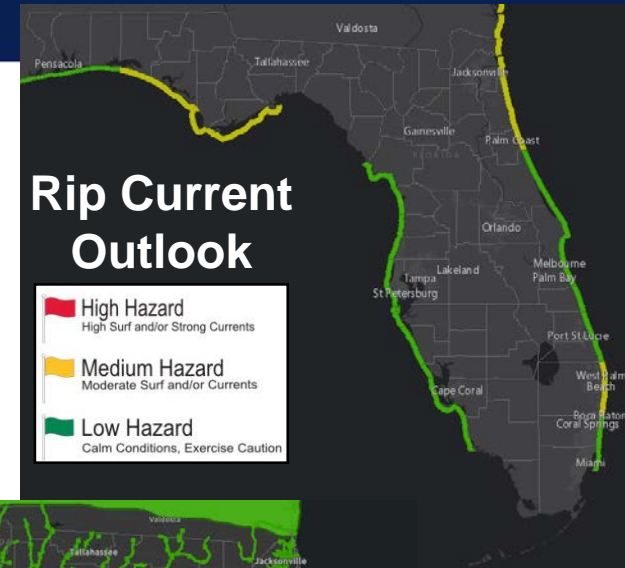 Valdosta
Pensacola
Tallahassee
Jacksonville
Gainesville
Palm Coast
FLORIDA
Rip Current
Outlook
Orlando
Melbourne
Palm Bay
Lakeland
Tampa
St Petersburg
High Hazard
High Surf and/or Strong Currents
Port St Lucie
Medium Hazard
Moderate Surf and/or Currents
West Palm
Beach
Cape Coral
Boca Raton
Coral Springs
Low Hazard
Calm Conditions, Exercise Caution
Miami
Valdosta
Tallahassee
Jacksonville